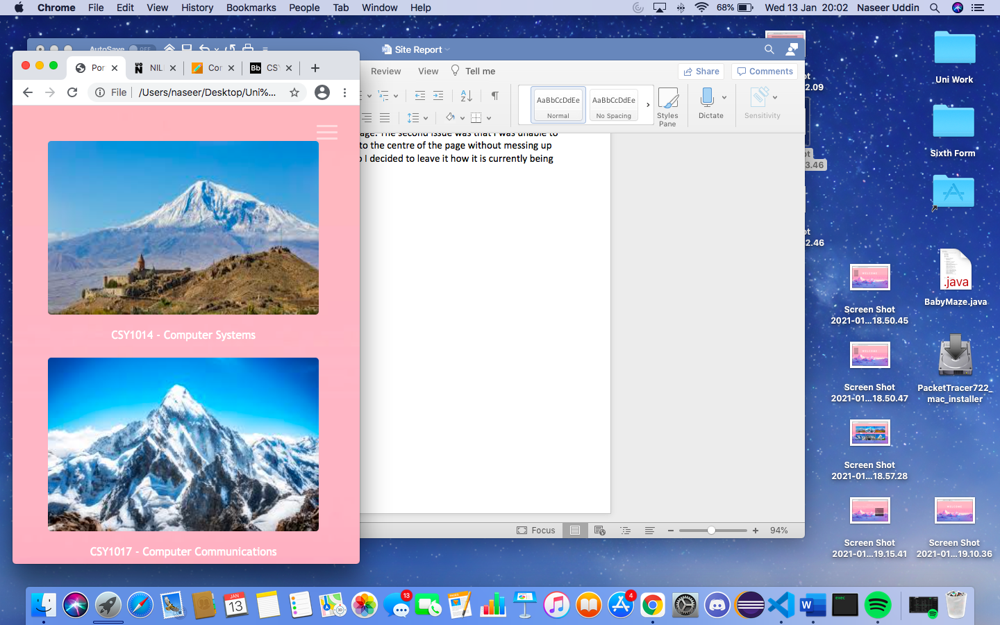 Chrome File Edit View History Bookmarks People Tab Window Help
68% Wed 13 Jan 20:02 Naseer Uddin
AutoSave OFF
Site Report
Por
NIL
Cor
CSY
File /Users/naseer/Desktop/Uni%...
Review View Tell me
Share
Comments
AaBbCcDdEe
Normal
AaBbCcDdEe
No Spacing
Styles
Pane
Dictate
Sensitivity
The second issue was that I was unable to
to the centre of the page without messing up
I decided to leave it how it is currently being
CSY1014 - Computer Systems
CSY1017 - Computer Communications
Focus
94%
2.09
3.46
2.46
Uni Work
Sixth Form
.java
BabyMaze.java
Screen Shot
2021-01...18.50.45
Screen Shot
2021-01...18.50.47
PacketTracer722_
mac_installer
Screen Shot
2021-01...18.57.28
Screen Shot
2021-01...19.15.41
Screen Shot
2021-01...19.10.36
JAN
13
13
4
W
exec